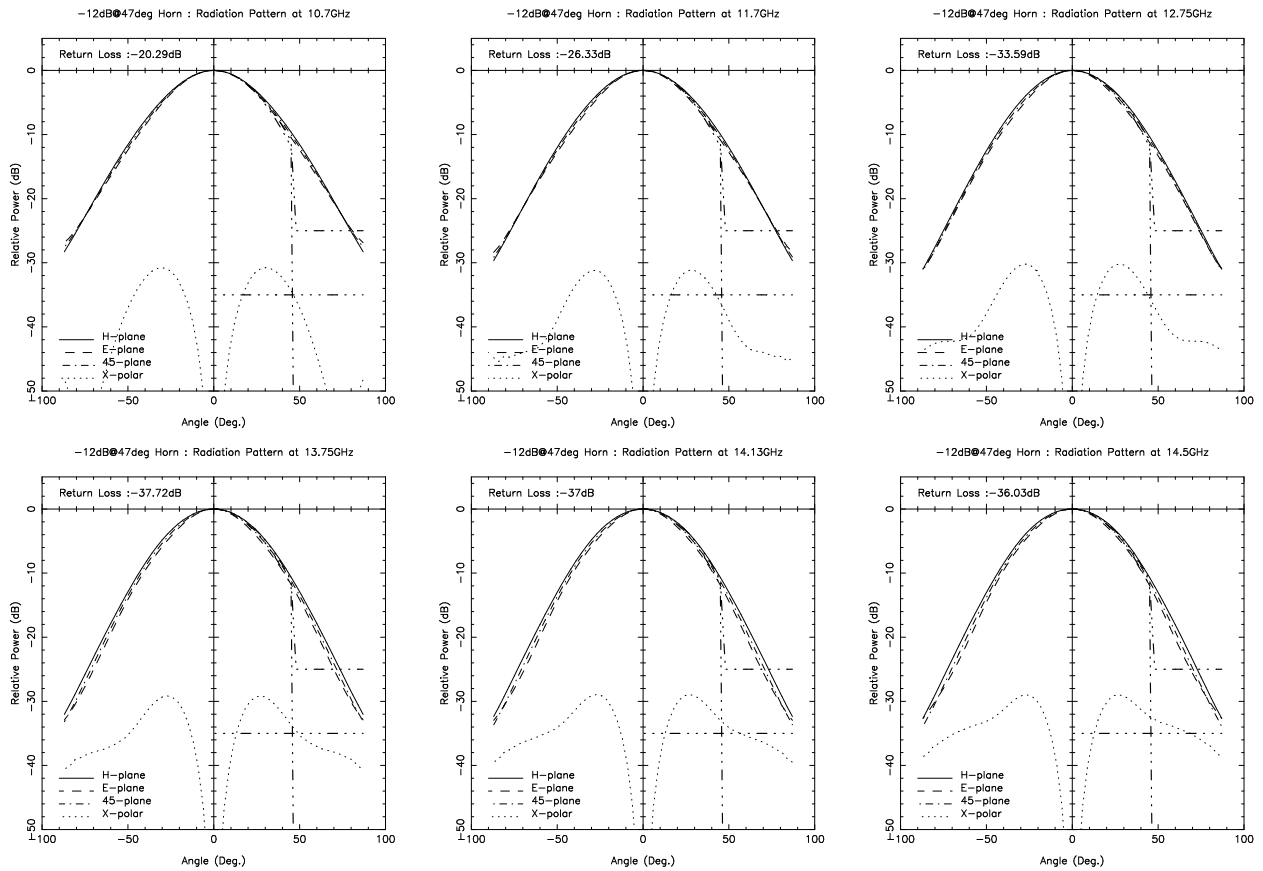 -12dB@47deg Horn : Radiation Pattern at 10.7GHz
Return Loss :-20.29dB
Relative Power (dB)
0
-10
-20
-30
-40
-50
H-plane
E-plane
45-plane
X-polar
-100
-50
0
50
100
Angle (Deg.)
-12dB@47deg Horn : Radiation Pattern at 11.7GHz
Return Loss :-26.33dB
Relative Power (dB)
0
-10
-20
-30
-40
-50
H-plane
E-plane
45-plane
X-polar
-100
-50
0
50
100
Angle (Deg.)
-12dB@47deg Horn : Radiation Pattern at 12.75GHz
Return Loss :-33.59dB
Relative Power (dB)
0
-10
-20
-30
-40
-50
H-plane
E-plane
45-plane
X-polar
-100
-50
0
50
100
Angle (Deg.)
-12dB@47deg Horn : Radiation Pattern at 13.75GHz
Return Loss :-37.72dB
Relative Power (dB)
0
-10
-20
-30
-40
-50
H-plane
E-plane
45-plane
X-polar
-100
-50
0
50
100
Angle (Deg.)
-12dB@47deg Horn : Radiation Pattern at 14.13GHz
Return Loss :-37dB
Relative Power (dB)
0
-10
-20
-30
-40
-50
H-plane
E-plane
45-plane
X-polar
-100
-50
0
50
100
Angle (Deg.)
-12dB@47deg Horn : Radiation Pattern at 14.5GHz
Return Loss :-36.03dB
Relative Power (dB)
0
-10
-20
-30
-40
-50
H-plane
E-plane
45-plane
X-polar
-100
-50
0
50
100
Angle (Deg.)